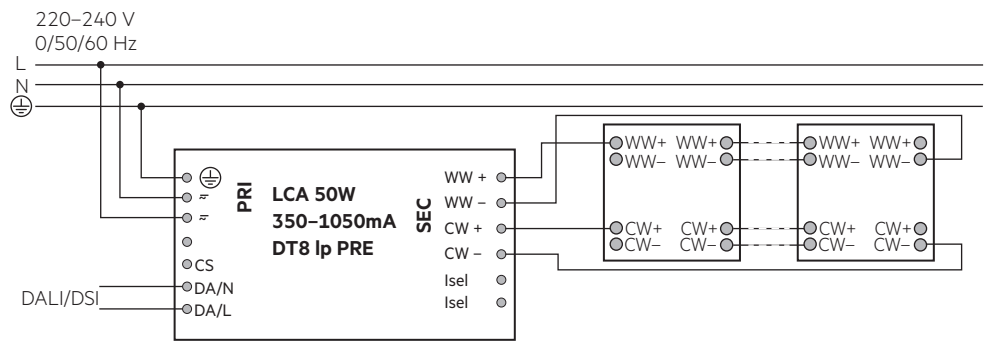 220–240 V
0/50/60 Hz
L
N
PRI
LCA 50W
350–1050mA
DT8 lp PRE
CS
DA/N
DA/L
DALI/DSI
SEC
WW +
WW –
CW +
CW –
Isel
Isel
WW+ WW+
WW– WW–
CW+ CW+
CW– CW–
WW+ WW+
WW– WW–
CW+ CW+
CW– CW–